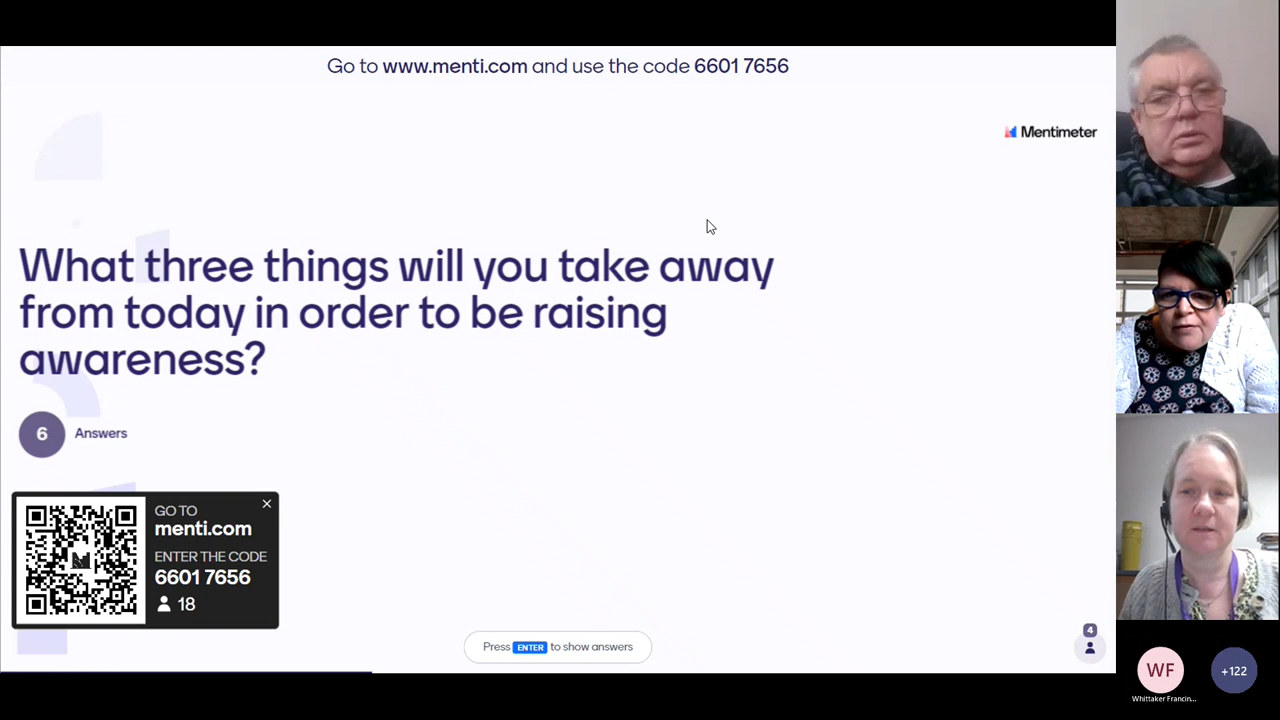 Go to www.menti.com and use the code 6601 7656
Mentimeter
What three things will you take away
from today in order to be raising
awareness?
6 Answers
GO TO
menti.com
ENTER THE CODE
6601 7656
18
Press ENTER to show answers
4
WF
+122
Whittaker Francin...